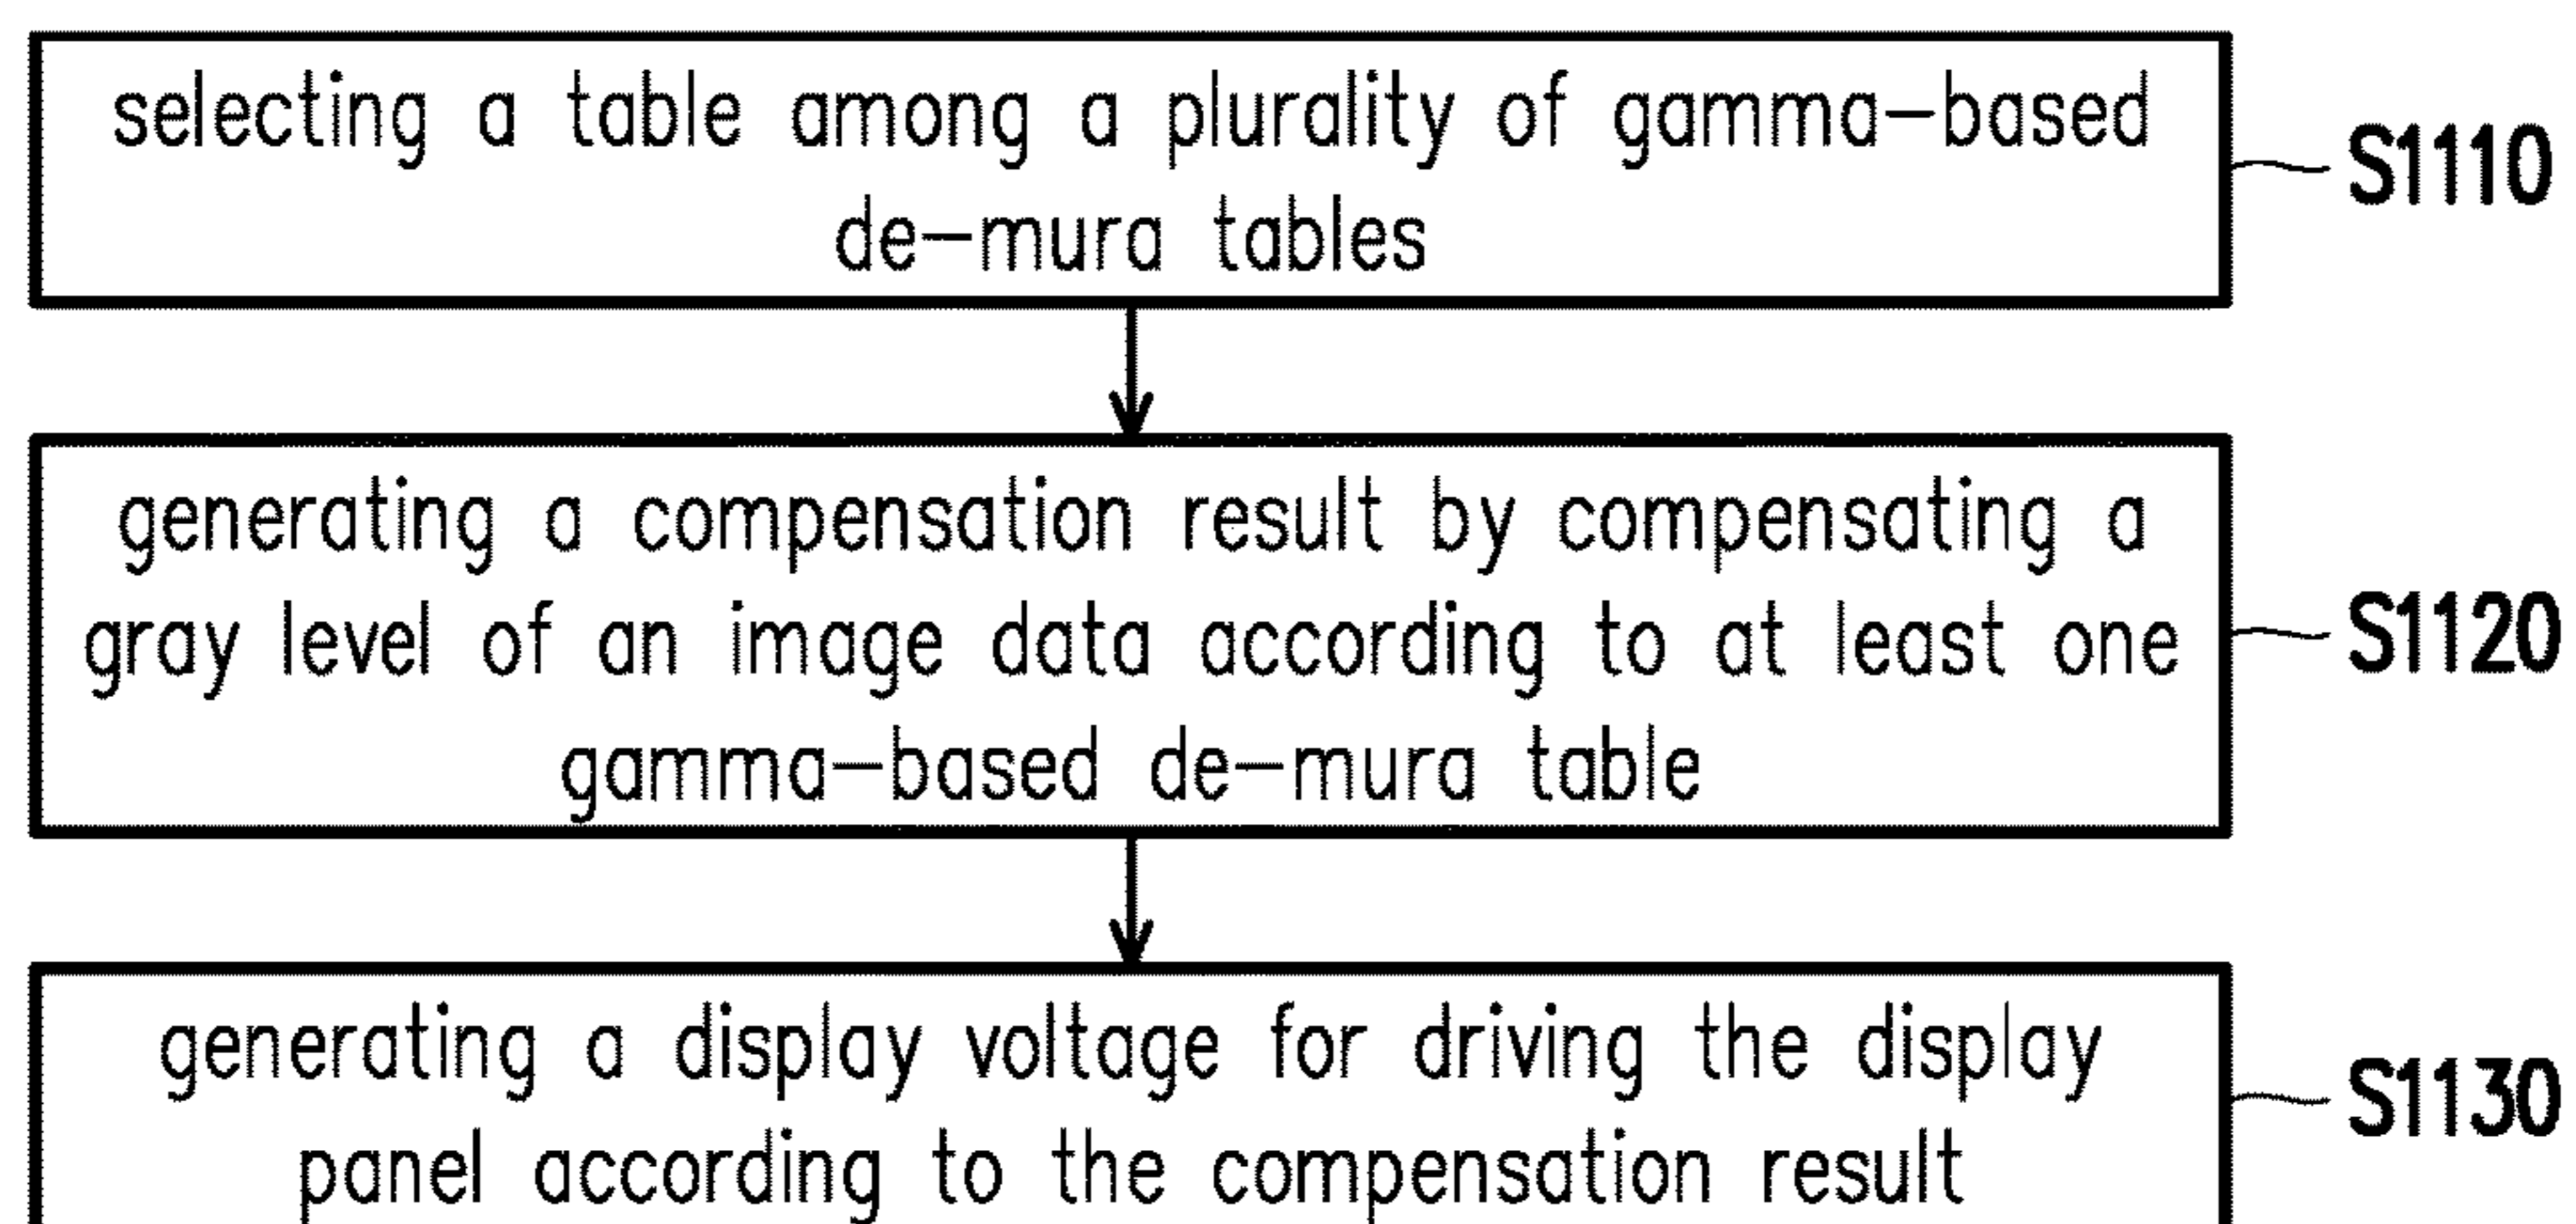 selecting a table among a plurality of gamma-based
de-mura tables
S1110
generating a compensation result by compensating a
gray level of an image data according to at least one
gamma-based de-mura table
S1120
generating a display voltage for driving the display
panel according to the compensation result
S1130